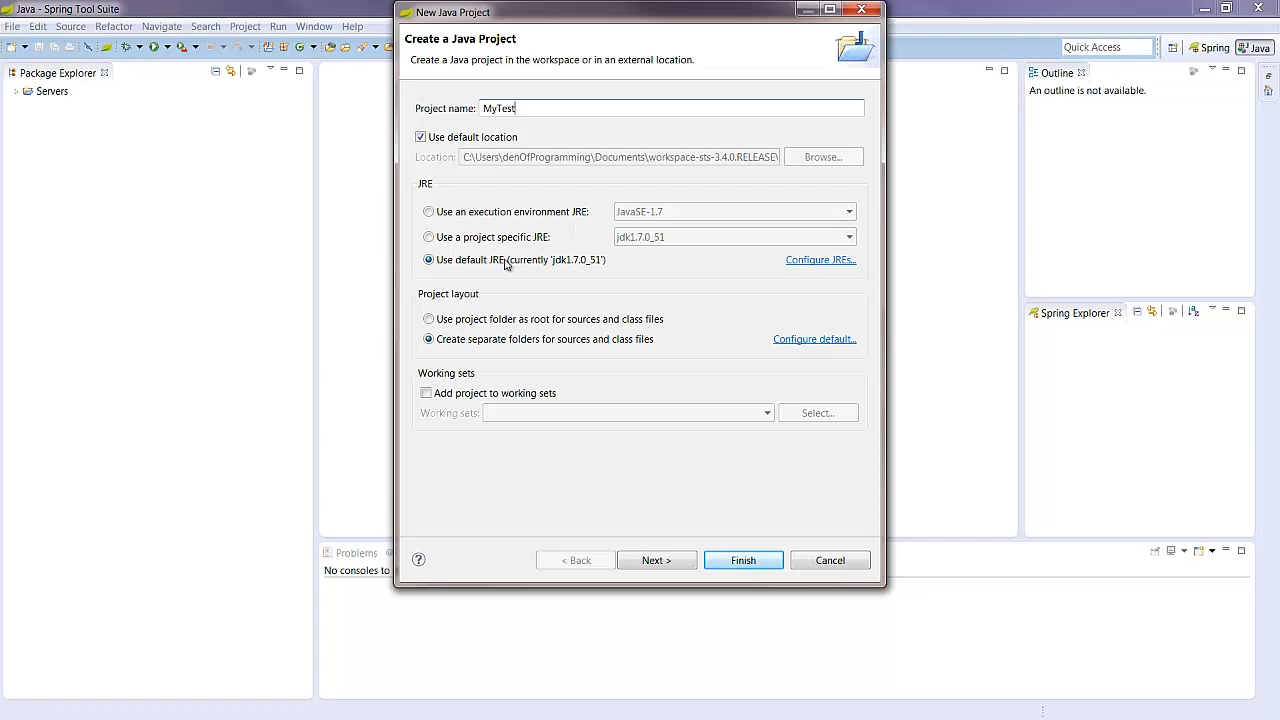 Java - Spring Tool Suite
New Java Project
File Edit Source Refactor Navigate Search Project Run Window Help
Quick Access
Spring
Java
Package Explorer
Servers
Create a Java Project
Create a Java project in the workspace or in an external location.
Project name: MyTest
Use default location
Location: C:\Users\denOfProgramming\Documents\workspace-sts-3.4.0.RELEASE\ Browse...
JRE
Use an execution environment JRE: JavaSE-1.7
Use a project specific JRE: jdk1.7.0_51
Use default JRE (currently 'jdk1.7.0_51') Configure JREs...
Project layout
Use project folder as root for sources and class files
Create separate folders for sources and class files Configure default...
Working sets
Add project to working sets
Working sets: Select...
< Back Next > Finish Cancel
Outline
An outline is not available.
Spring Explorer
Problems
No consoles to